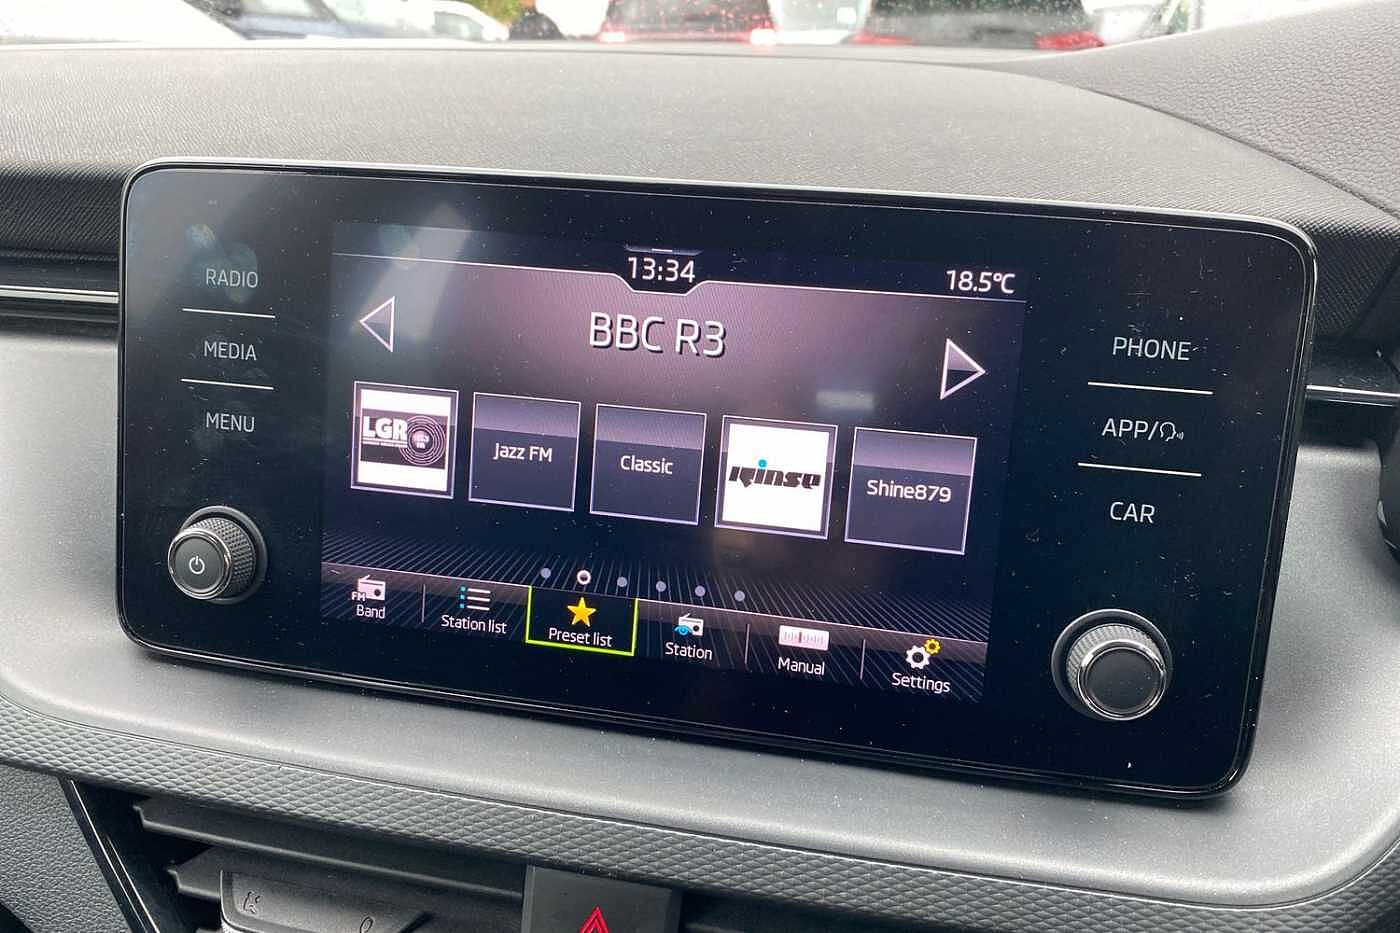 13:34
18.5°C
RADIO
MEDIA
MENU
BBC R3
LGR
Jazz FM
Classic
Rinse
Shine879
FM
Band
Station list
Preset list
Station
Manual
Settings
PHONE
APP/
CAR